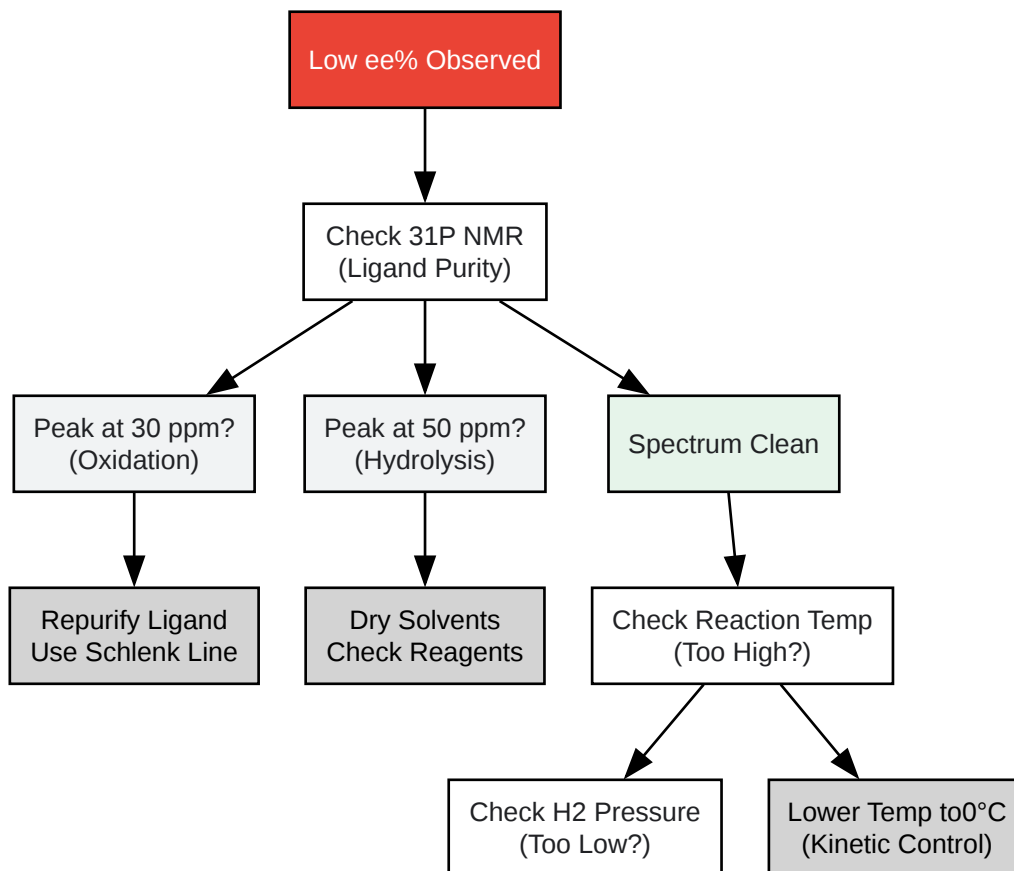 Low ee% Observed
Check 31P NMR
(Ligand Purity)
Peak at 30 ppm?
(Oxidation)
Peak at 50 ppm?
(Hydrolysis)
Spectrum Clean
Repurify Ligand
Use Schlenk Line
Dry Solvents
Check Reagents
Check Reaction Temp
(Too High?)
Check H2 Pressure
(Too Low?)
Lower Temp to0°C
(Kinetic Control)